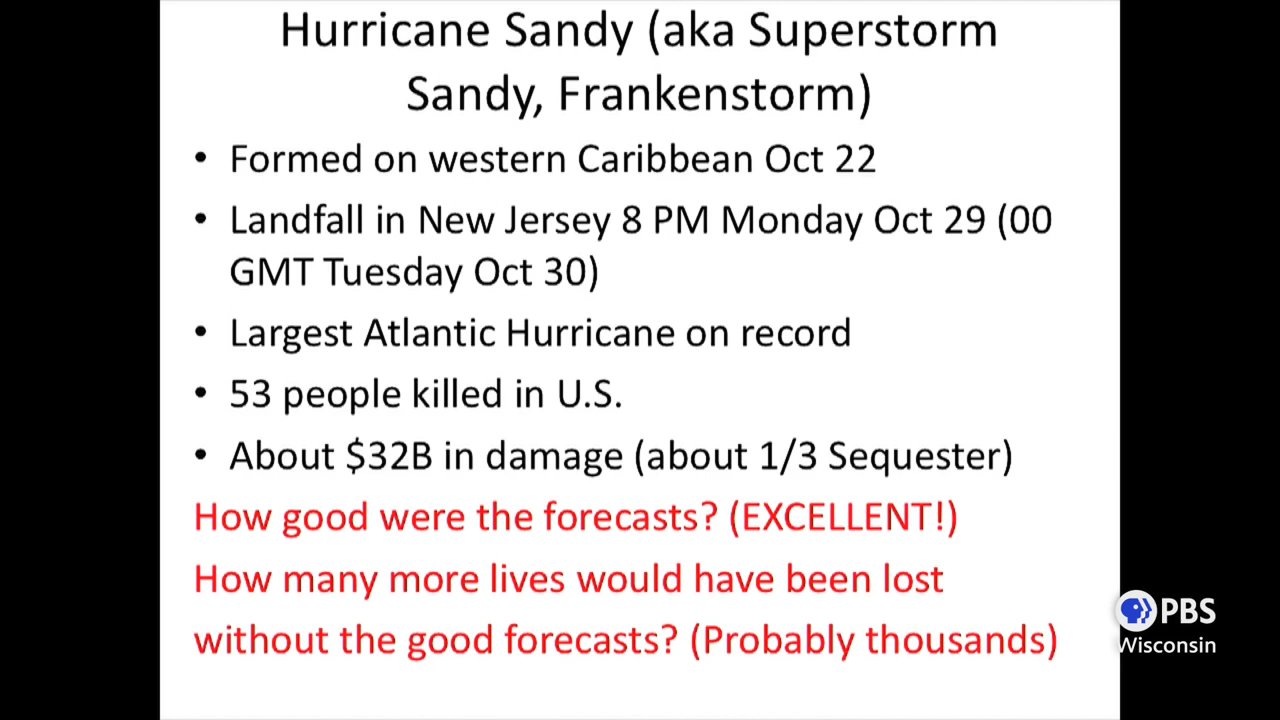 Hurricane Sandy (aka Superstorm
Sandy, Frankenstorm)
• Formed on western Caribbean Oct 22
• Landfall in New Jersey 8 PM Monday Oct 29 (00
GMT Tuesday Oct 30)
• Largest Atlantic Hurricane on record
• 53 people killed in U.S.
• About $32B in damage (about 1/3 Sequester)
How good were the forecasts? (EXCELLENT!)
How many more lives would have been lost
without the good forecasts? (Probably thousands)
PBS
Wisconsin